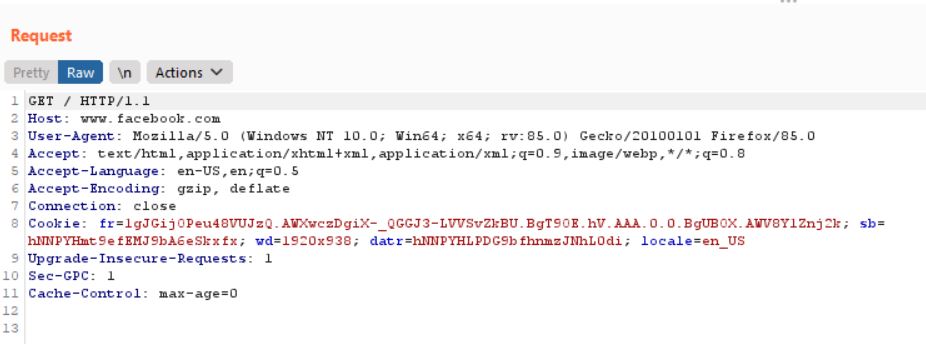 Request
Pretty Raw \n Actions
1 GET / HTTP/1.1
2 Host: www.facebook.com
3 User-Agent: Mozilla/5.0 (Windows NT 10.0; Win64; x64; rv:85.0) Gecko/20100101 Firefox/85.0
4 Accept: text/html,application/xhtml+xml,application/xml;q=0.9,image/webp,*/*;q=0.8
5 Accept-Language: en-US,en;q=0.5
6 Accept-Encoding: gzip, deflate
7 Connection: close
8 Cookie: fr=1gJGij0Peu48VUJzQ.AWXwczDgiX-_QGGJ3-LVVSvZkBU.BgT90E.hV.AAA.0.0.BgUB0X.AWV8Y1Znj2k; sb=
hNNPYHmt9efEMJ9bA6eSkxfx; wd=1920x938; datr=hNNPYHLPDG9bfhnmzJNhL0di; locale=en_US
9 Upgrade-Insecure-Requests: 1
10 Sec-GPC: 1
11 Cache-Control: max-age=0
12
13